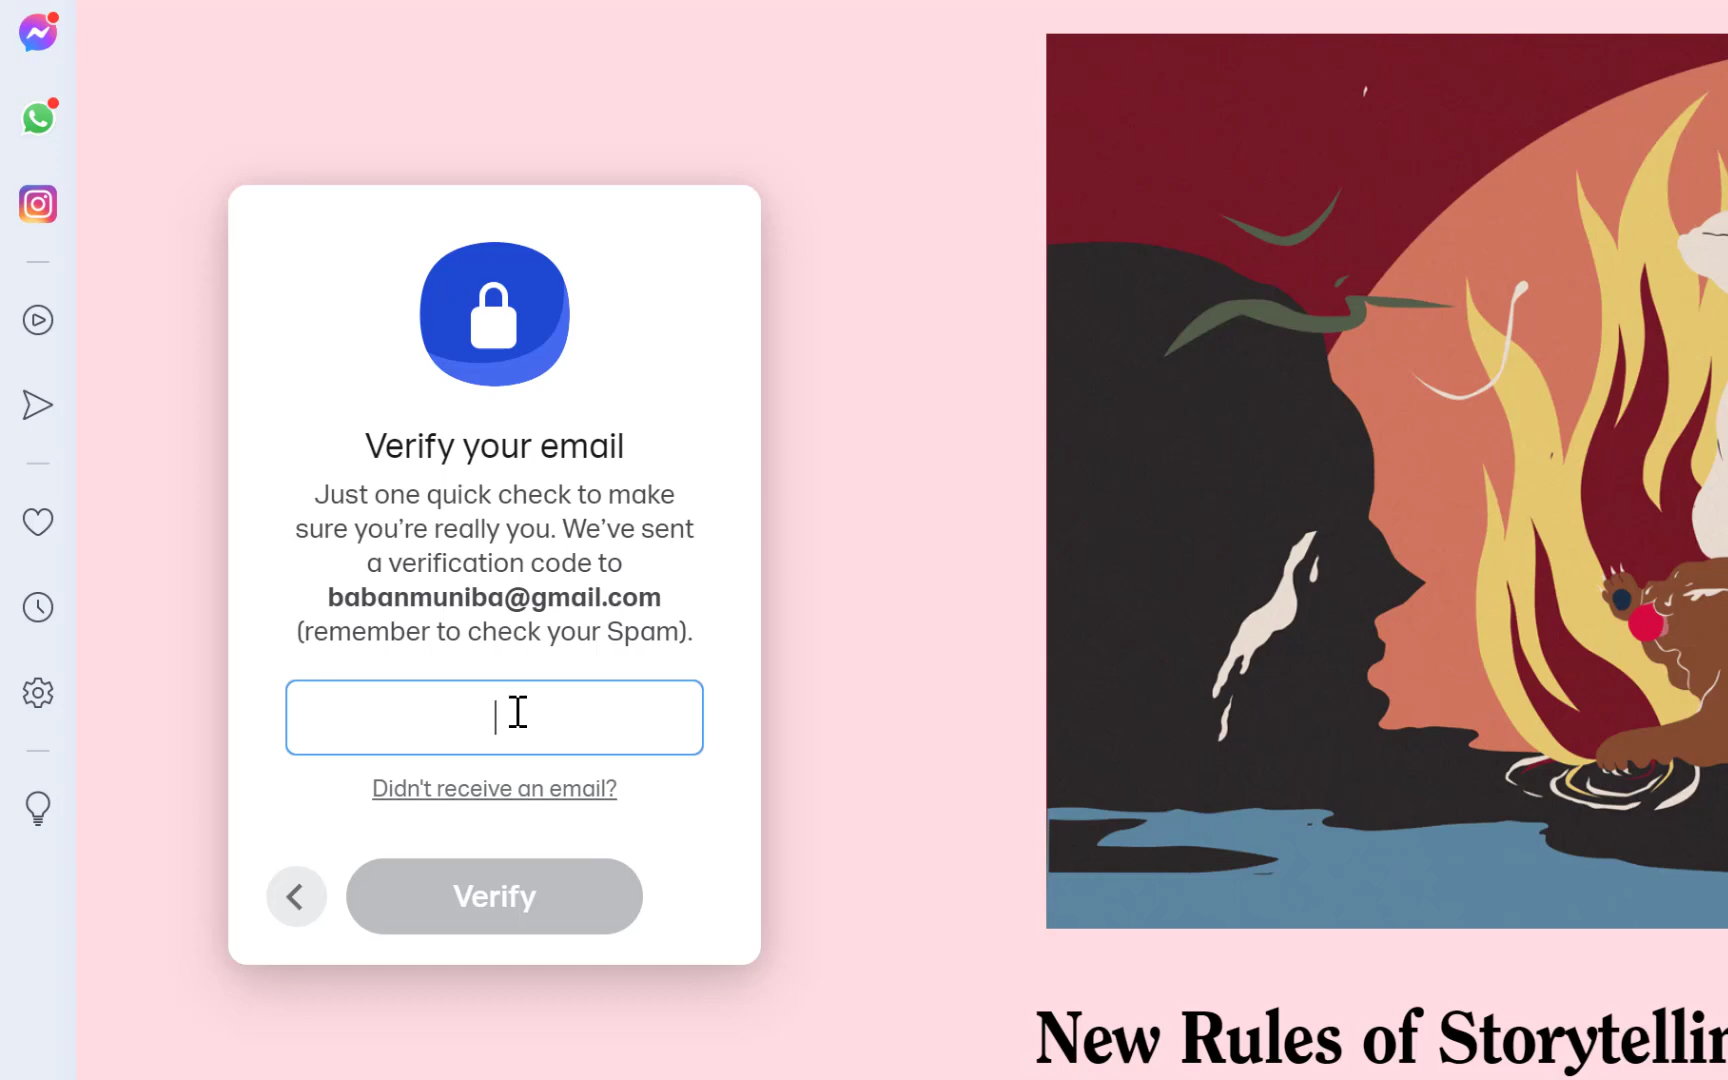 Verify your email
Just one quick check to make
sure you’re really you. We’ve sent
a verification code to
babanmuniba@gmail.com
(remember to check your Spam).
Didn't receive an email?
Verify
New Rules of